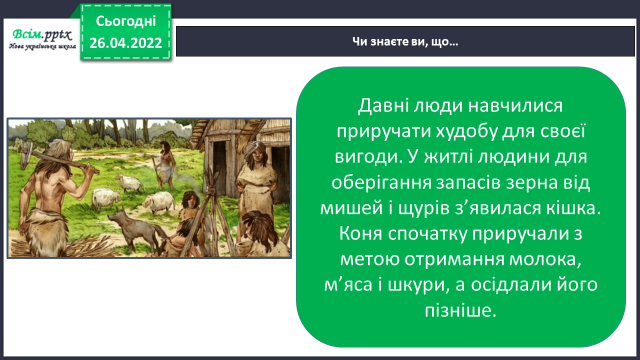 Всім.pptx
Нова українська школа
Сьогодні
26.04.2022
Чи знаєте ви, що…
Давні люди навчилися
приручати худобу для своєї
вигоди. У житлі людини для
оберігання запасів зерна від
мишей і щурів з’явилася кішка.
Коня спочатку приручали з
метою отримання молока,
м’яса і шкури, а осідлали його
пізніше.